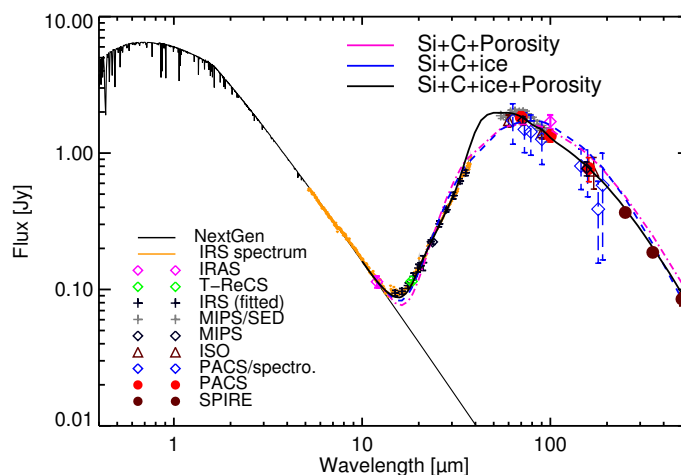 10.00
1.00
0.10
0.01
Flux [Jy]
Si+C+Porosity
Si+C+ice
Si+C+ice+Porosity
NextGen
IRS spectrum
IRAS
T−ReCS
IRS (fitted)
MIPS/SED
MIPS
ISO
PACS/spectro.
PACS
SPIRE
1 10 100
Wavelength [µm]